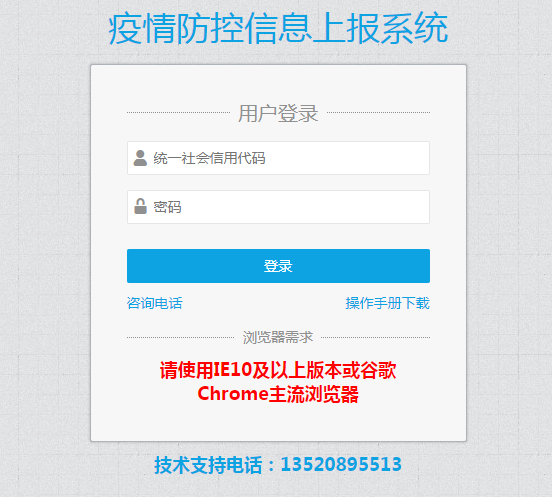 疫情防控信息上报系统
用户登录
统一社会信用代码
密码
登录
咨询电话 操作手册下载
浏览器需求
请使用IE10及以上版本或谷歌
Chrome主流浏览器
技术支持电话：13520895513